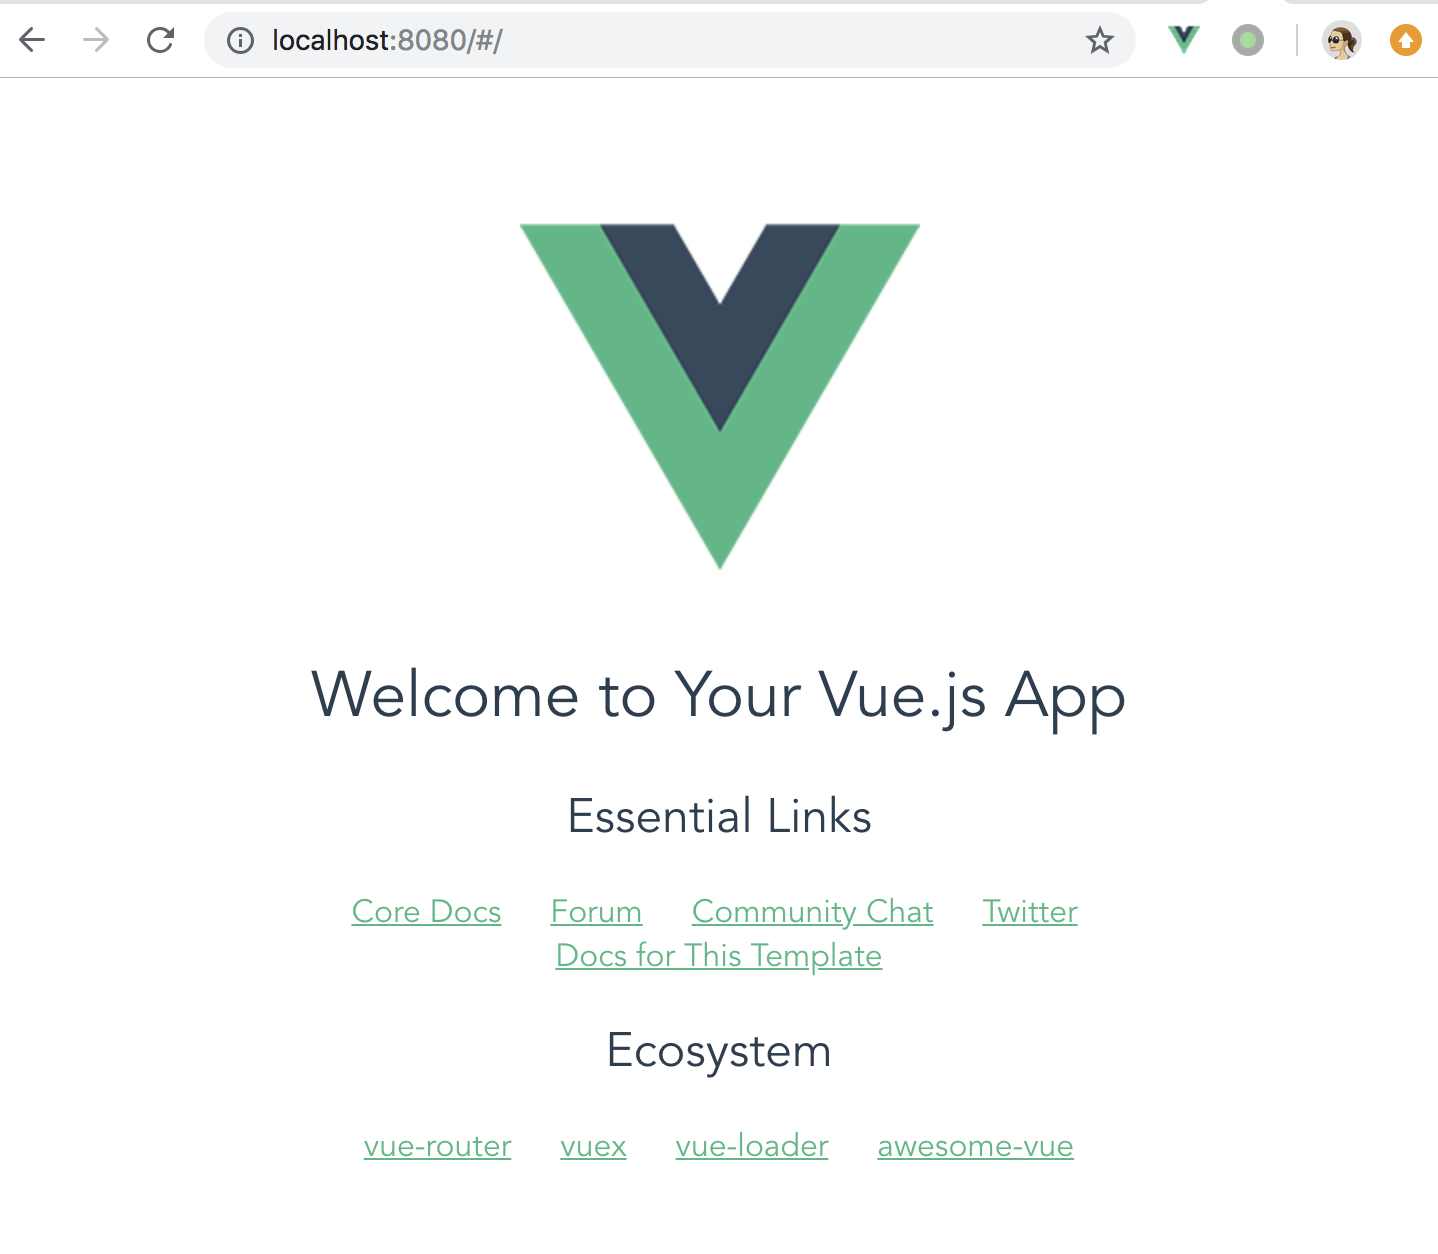 localhost:8080/#/
Welcome to Your Vue.js App
Essential Links
Core Docs Forum Community Chat Twitter
Docs for This Template
Ecosystem
vue-router vuex vue-loader awesome-vue